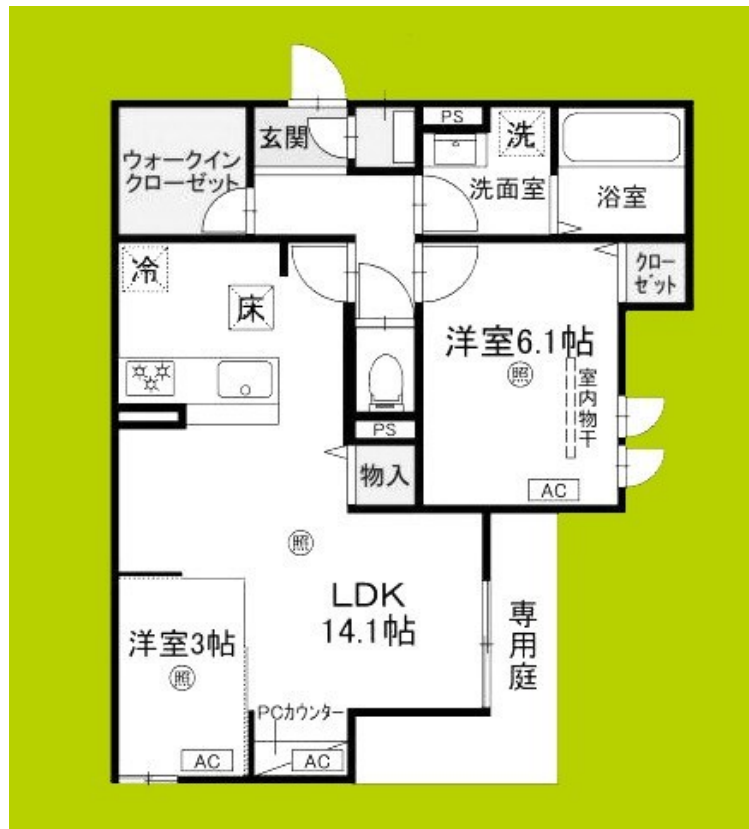 ウォークイン
クローゼット
玄関
PS
洗
洗面室
浴室
冷
床
クロー
ゼット
洋室6.1帖
照
室内物干
AC
PS
物入
照
LDK
14.1帖
専用庭
洋室3帖
照
PCカウンター
AC
AC